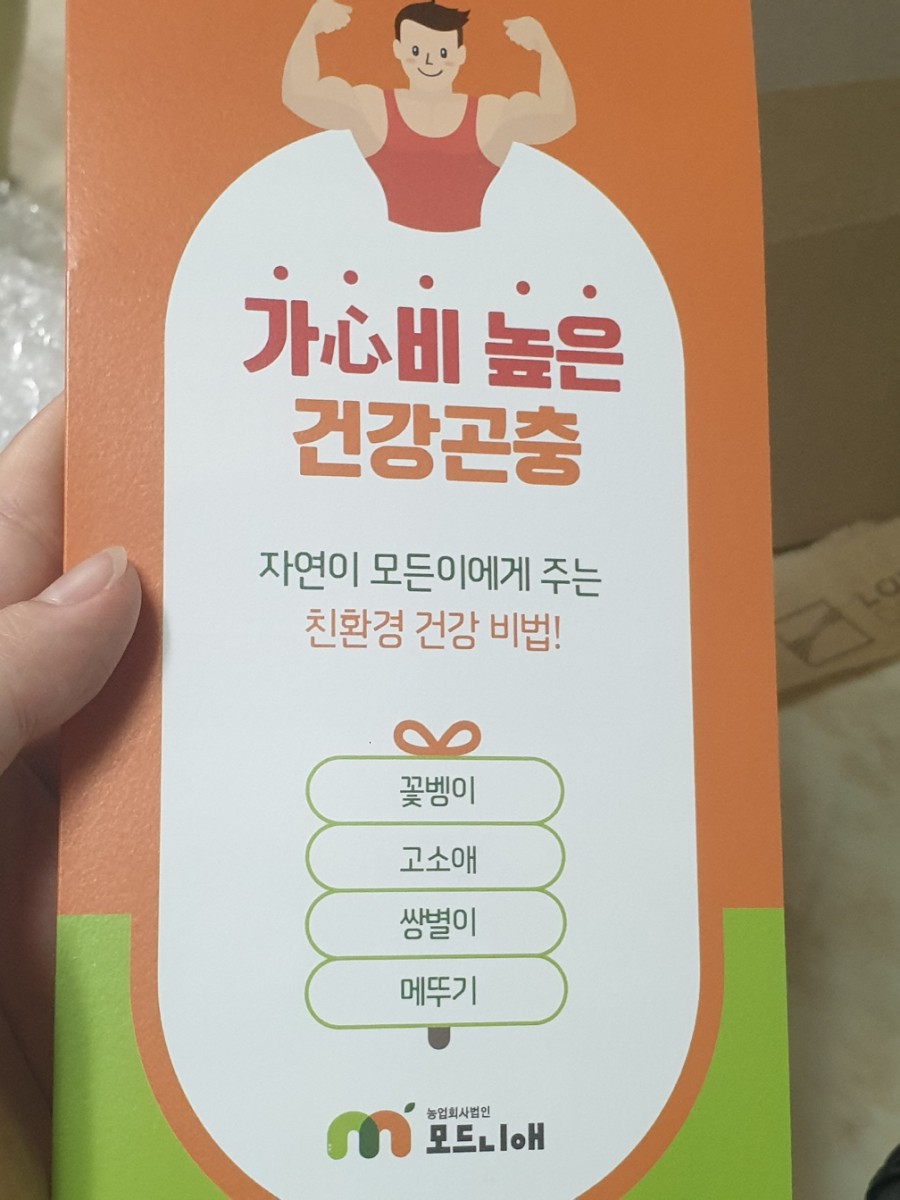 가心비 높은
건강곤충
자연이 모든이에게 주는
친환경 건강 비법!
꽃벵이
고소애
쌍별이
메뚜기
농업회사법인
모드니애